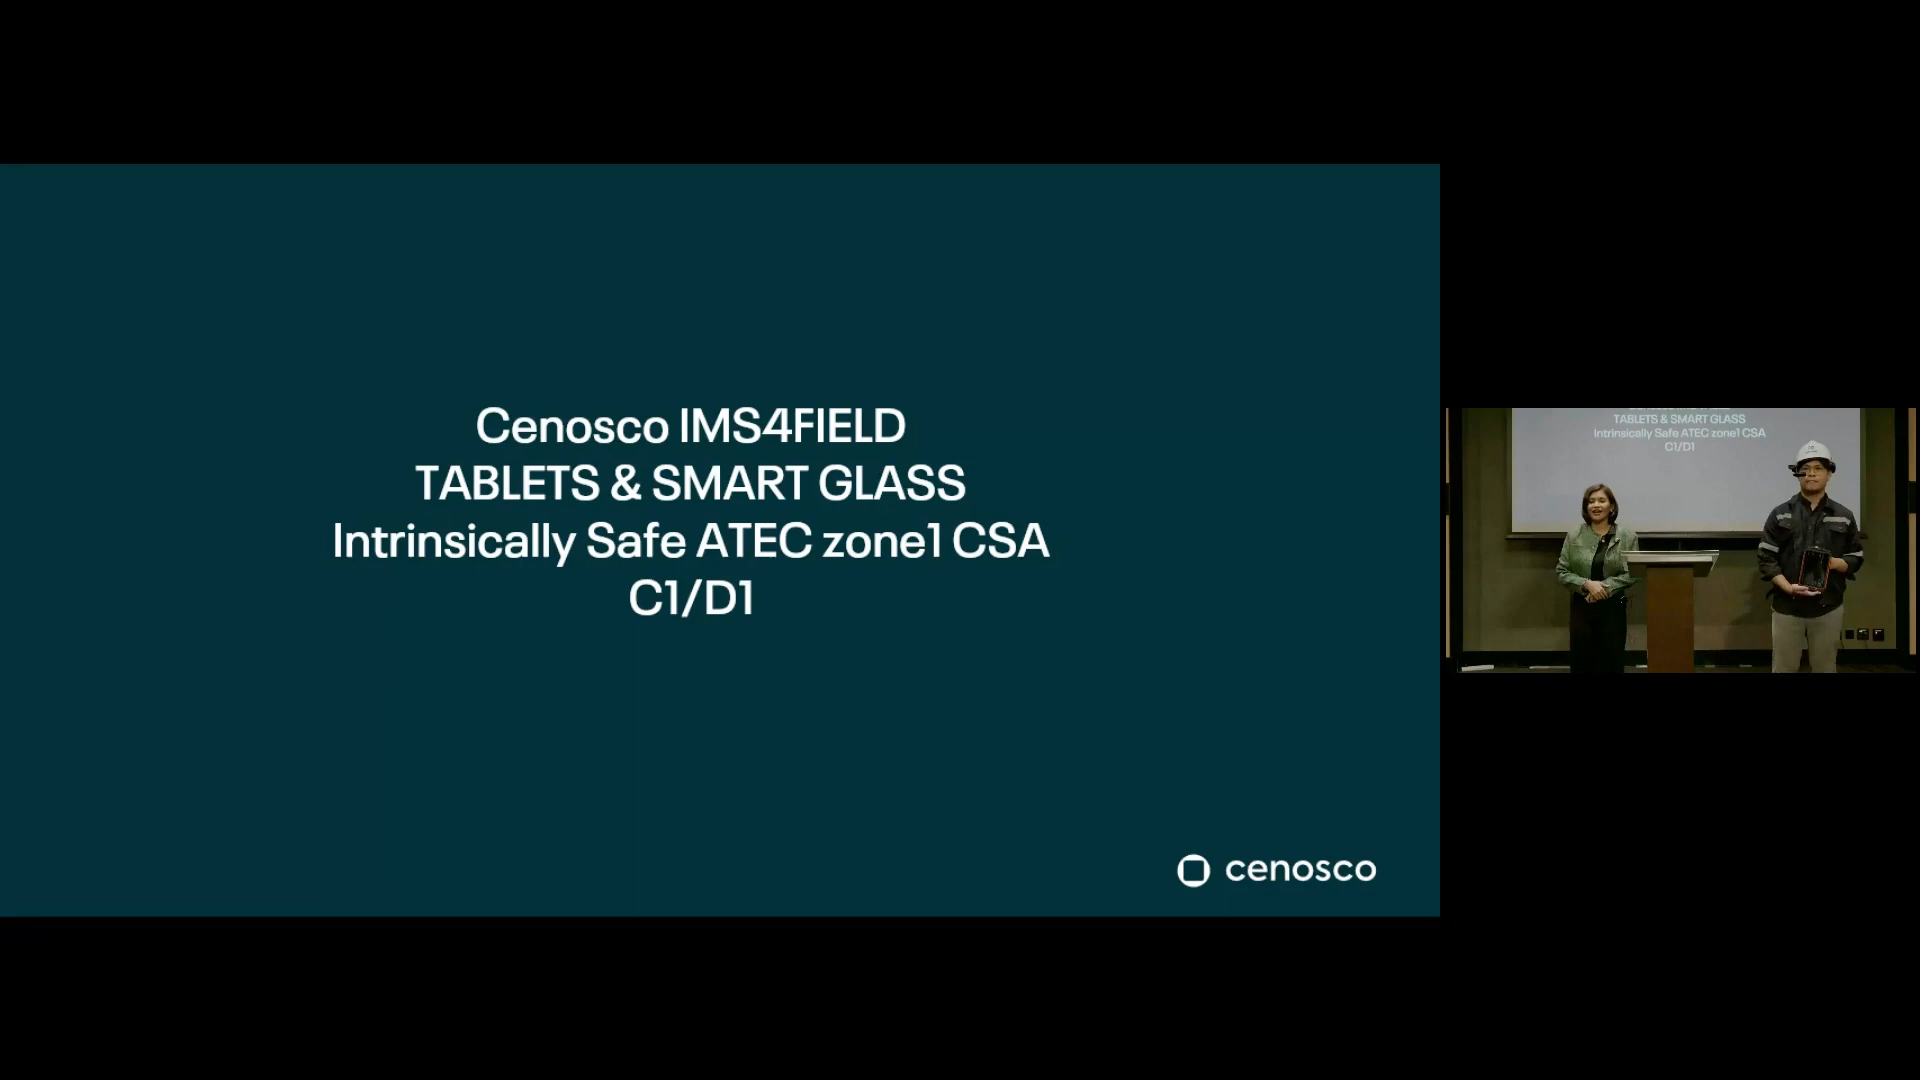 Cenosco IMS4FIELD
TABLETS & SMART GLASS
Intrinsically Safe ATEC zone1 CSA
C1/D1
cenosco
TABLETS & SMART GLASS
Intrinsically Safe ATEC zone1 CSA
C1/D1